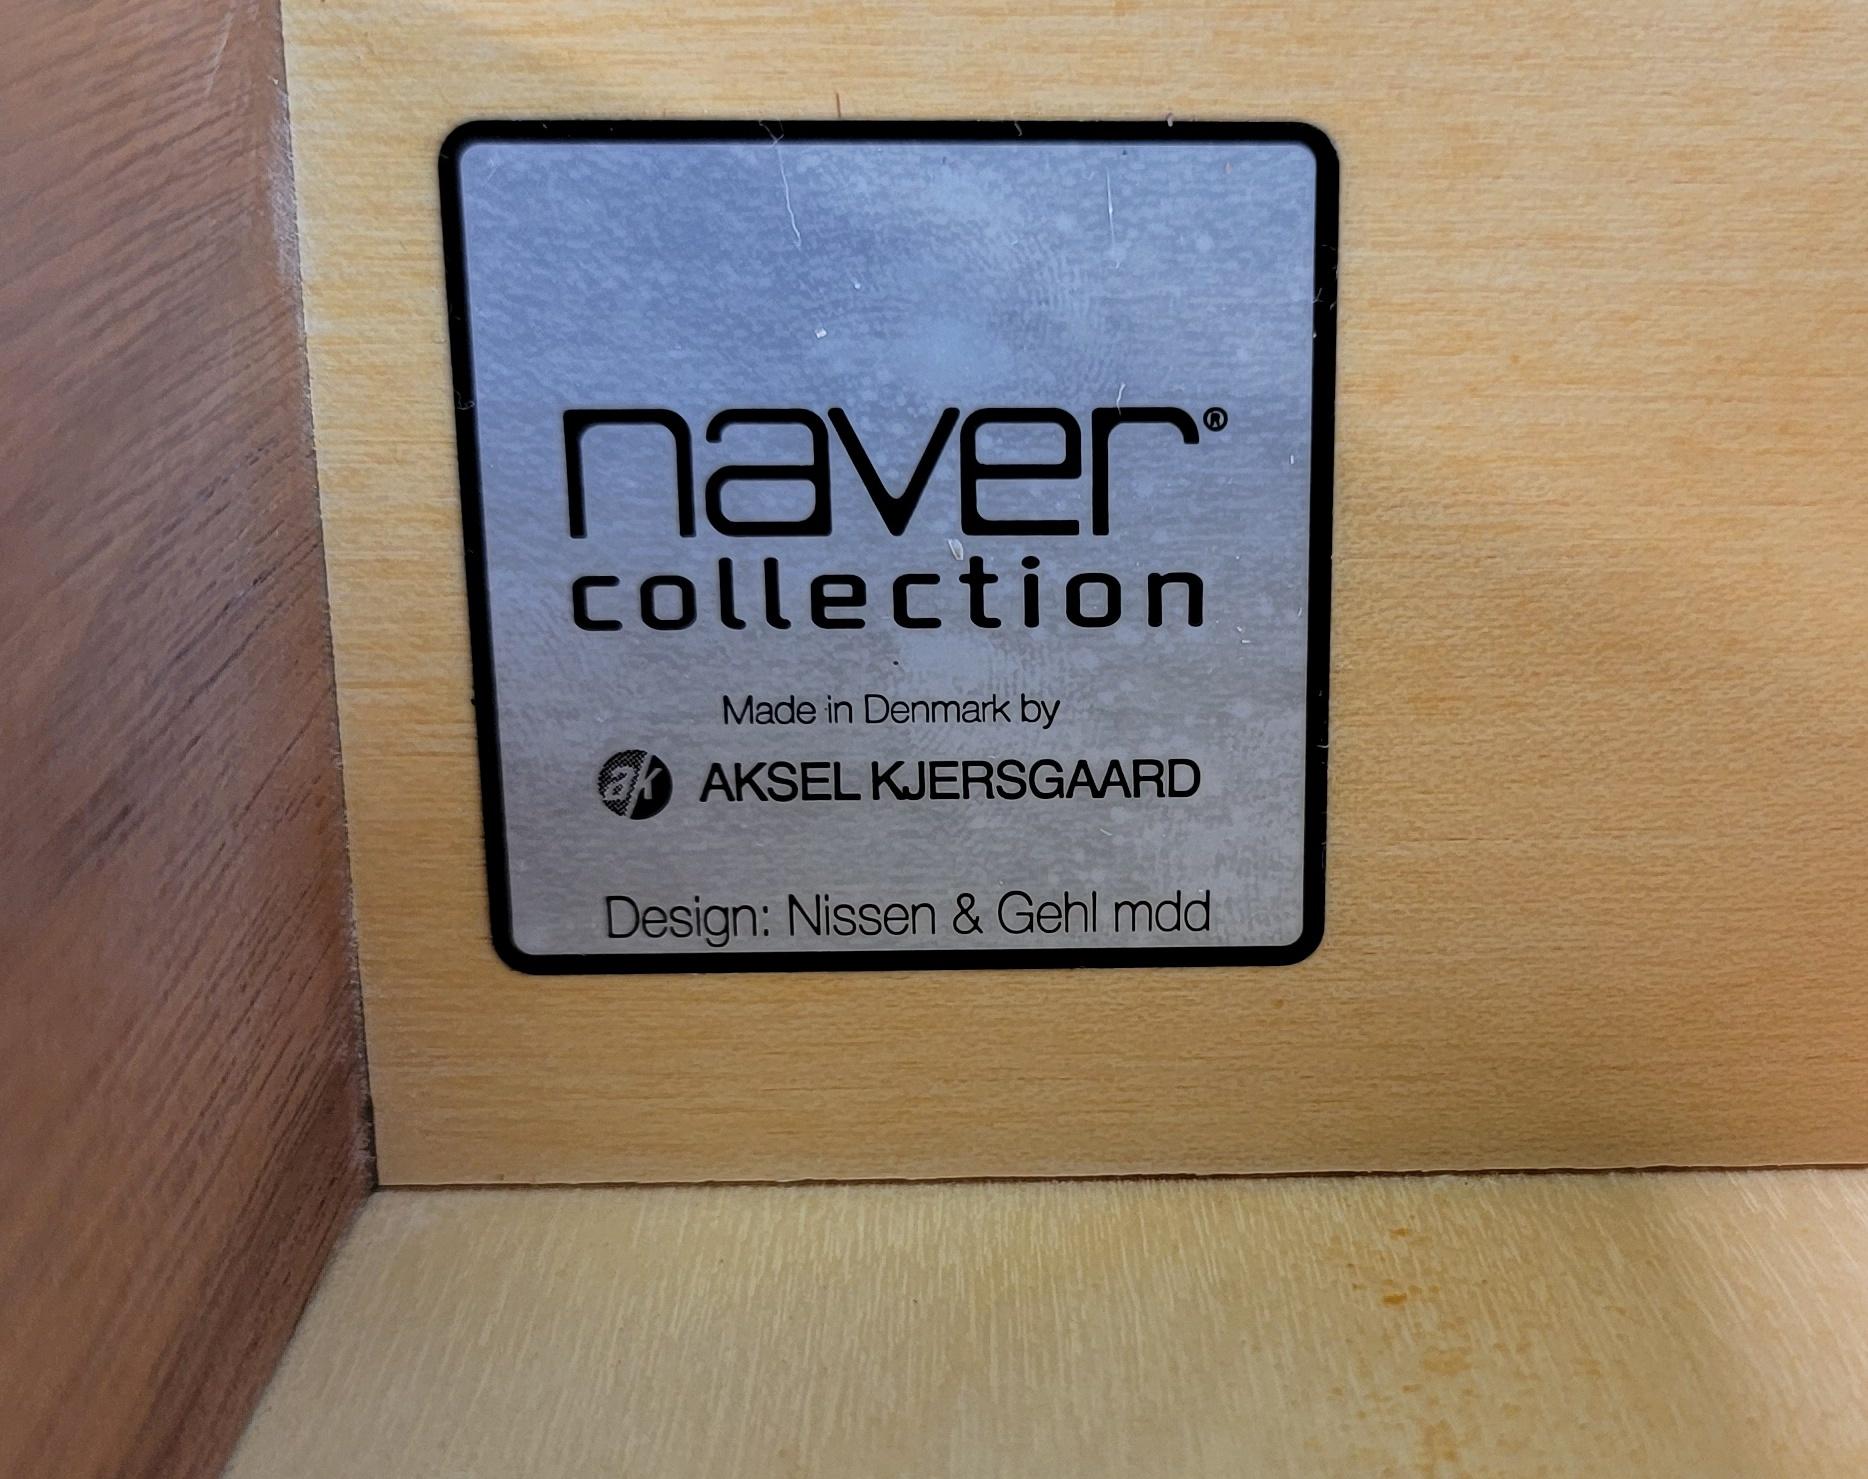 naver®
collection
Made in Denmark by
ak AKSEL KJERSGAARD
Design: Nissen & Gehl mdd